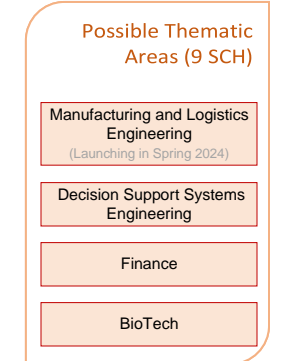 Possible Thematic
Areas (9 SCH)
Manufacturing and Logistics
Engineering
(Launching in Spring 2024)
Decision Support Systems
Engineering
Finance
BioTech